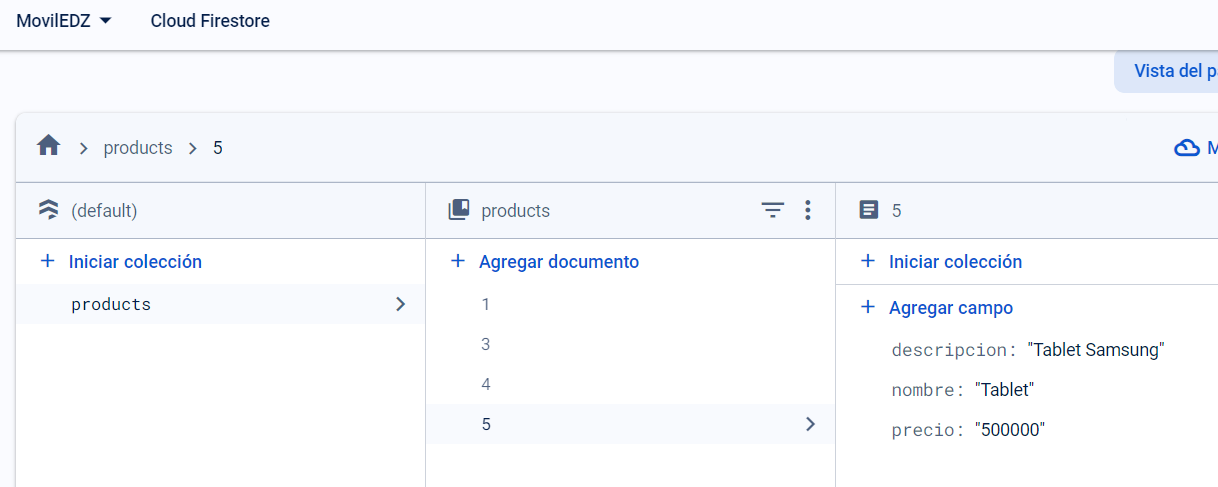 MovilEDZ Cloud Firestore
Vista del p
products 5
M
(default)
products
5
Iniciar colección
Agregar documento
Iniciar colección
products
1
3
4
5
Agregar campo
descripcion: "Tablet Samsung"
nombre: "Tablet"
precio: "500000"